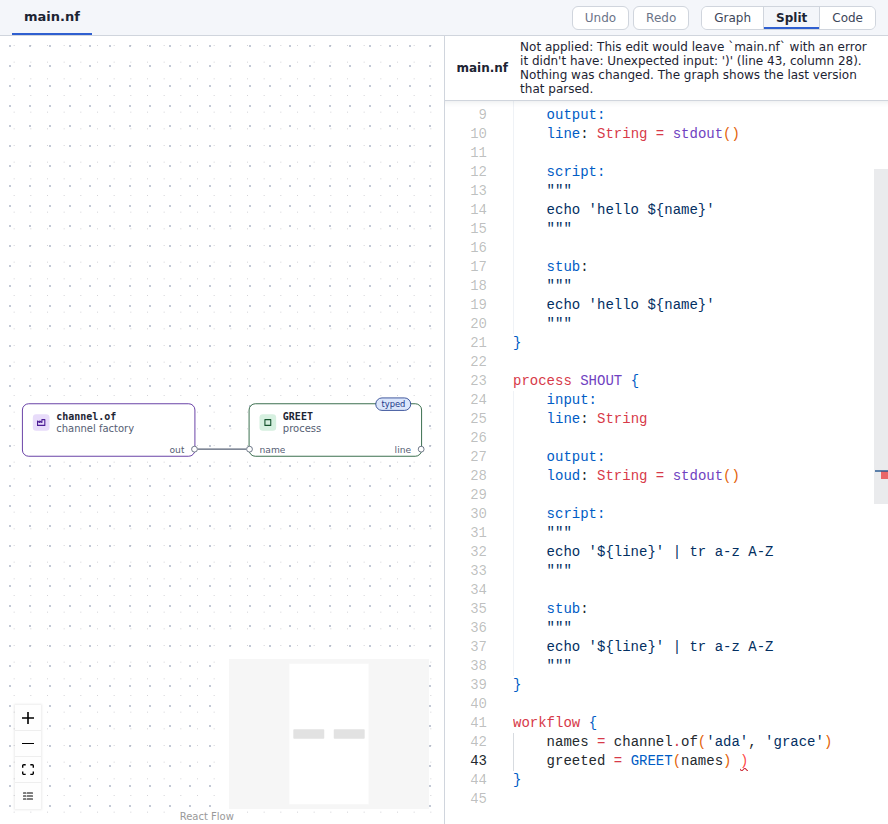 main.nf
Undo
Redo
Graph
Split
Code
main.nf
Not applied: This edit would leave `main.nf` with an error
it didn't have: Unexpected input: ')' (line 43, column 28).
Nothing was changed. The graph shows the last version
that parsed.
channel.of
channel factory
out
typed
GREET
process
name
line
React Flow
9 output:
10 line: String = stdout()
11
12 script:
13 """
14 echo 'hello ${name}'
15 """
16
17 stub:
18 """
19 echo 'hello ${name}'
20 """
21 }
22
23 process SHOUT {
24 input:
25 line: String
26
27 output:
28 loud: String = stdout()
29
30 script:
31 """
32 echo '${line}' | tr a-z A-Z
33 """
34
35 stub:
36 """
37 echo '${line}' | tr a-z A-Z
38 """
39 }
40
41 workflow {
42 names = channel.of('ada', 'grace')
43 greeted = GREET(names) )
44 }
45